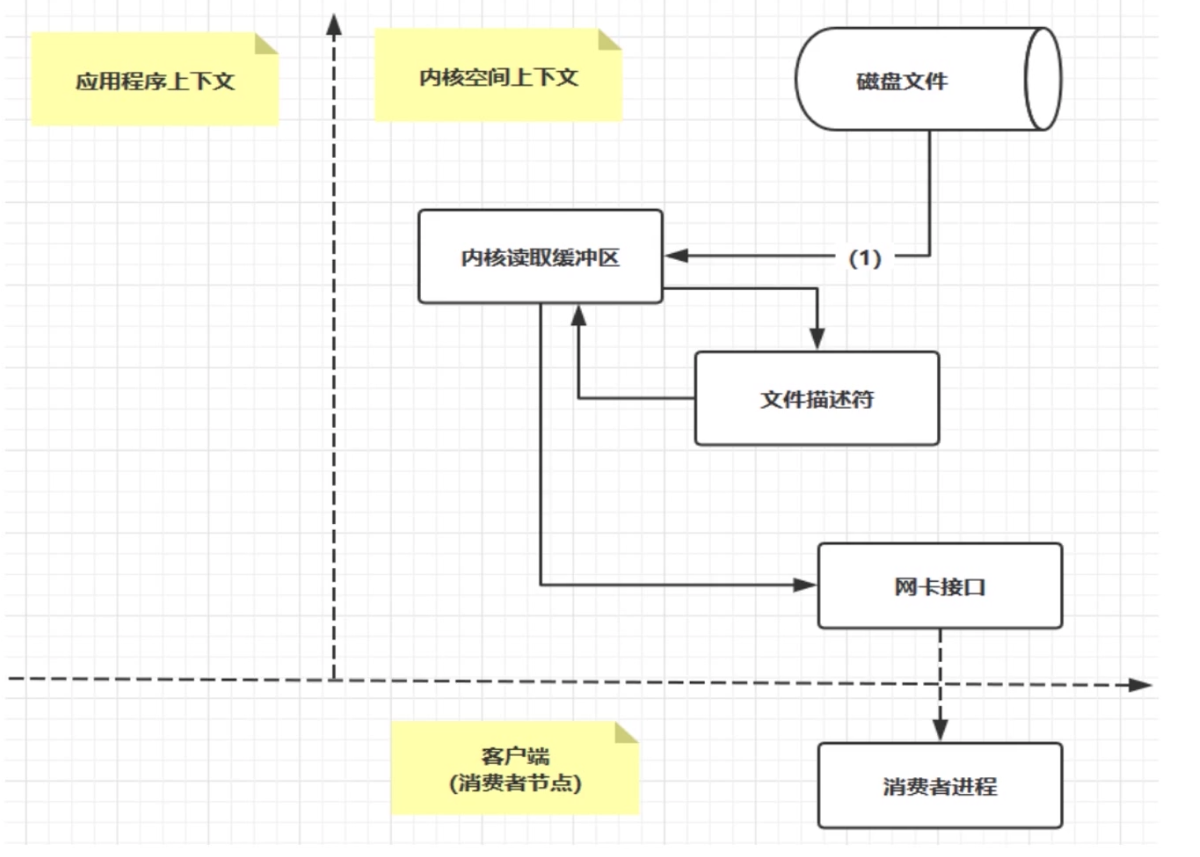 应用程序上下文
内核空间上下文
磁盘文件
内核读取缓冲区
(1)
文件描述符
网卡接口
客户端
(消费者节点)
消费者进程